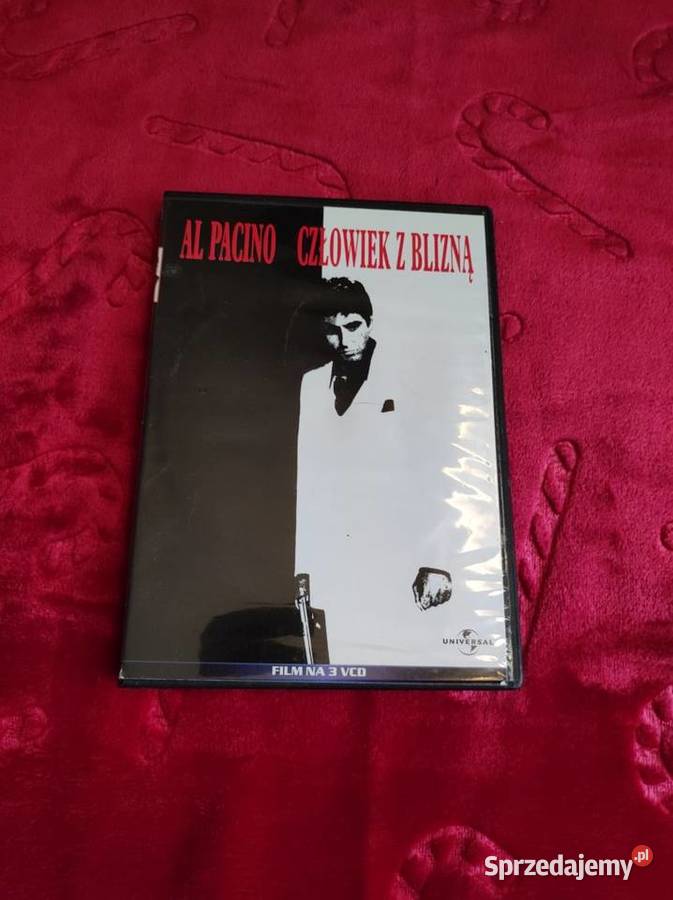 AL PACINO CZŁOWIEK Z BLIZNĄ
UNIVERSAL
FILM NA 3 VCD
Sprzedajemy.pl